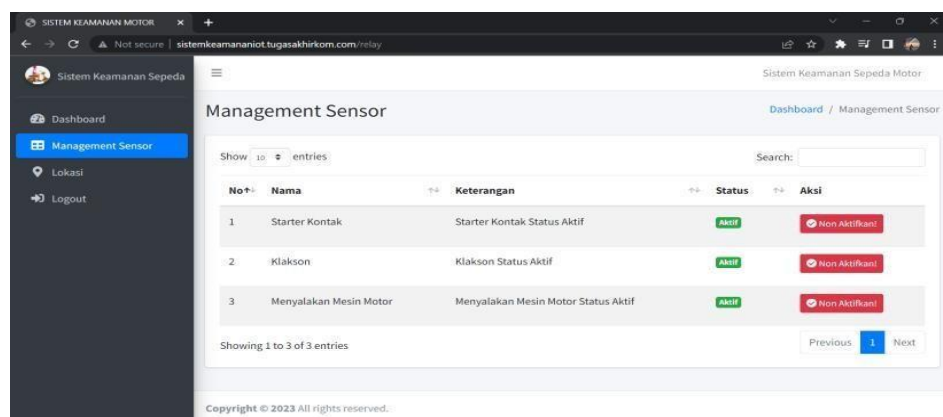 SISTEM KEAMANAN MOTOR
Not secure | sistemkeamananiot.tugasakhirkom.com/relay
Sistem Keamanan Sepeda
Sistem Keamanan Sepeda Motor
Dashboard
Management Sensor
Lokasi
Logout
Management Sensor
Dashboard / Management Sensor
Show 10 entries
Search:
No Nama Keterangan Status Aksi
1 Starter Kontak Starter Kontak Status Aktif Aktif Non Aktifkan!
2 Klakson Klakson Status Aktif Aktif Non Aktifkan!
3 Menyalakan Mesin Motor Menyalakan Mesin Motor Status Aktif Aktif Non Aktifkan!
Showing 1 to 3 of 3 entries
Previous 1 Next
Copyright © 2023 All rights reserved.